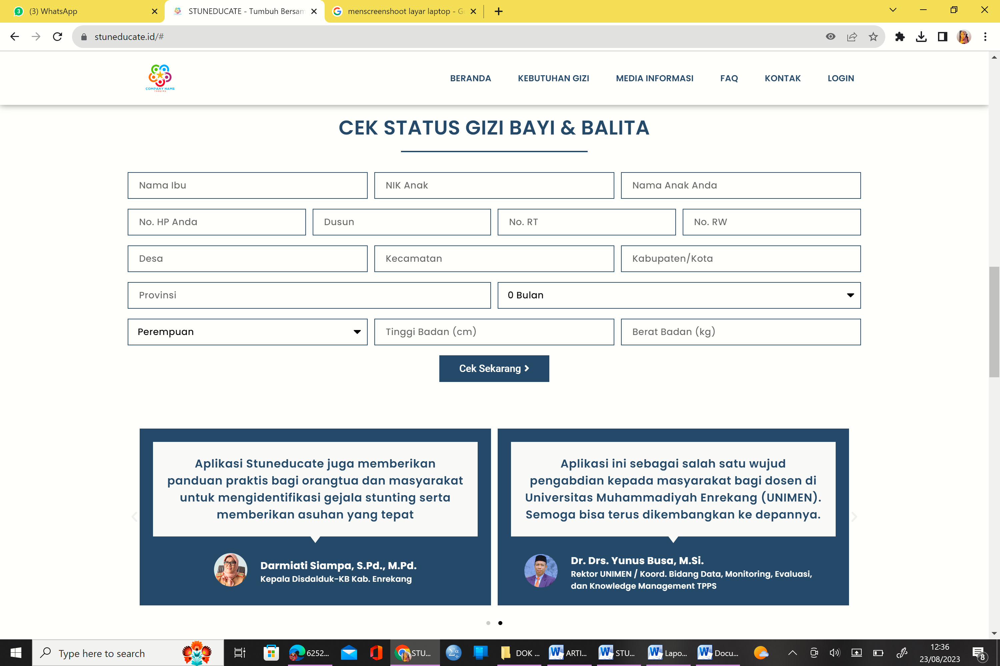 (3) WhatsApp
STUNEDUCATE - Tumbuh Bersam
menscreenshoot layar laptop - G
stuneducate.id/#
COMPANY NAME
TAGLINE
BERANDA KEBUTUHAN GIZI MEDIA INFORMASI FAQ KONTAK LOGIN
CEK STATUS GIZI BAYI & BALITA
Nama Ibu NIK Anak Nama Anak Anda
No. HP Anda Dusun No. RT No. RW
Desa Kecamatan Kabupaten/Kota
Provinsi 0 Bulan
Perempuan Tinggi Badan (cm) Berat Badan (kg)
Cek Sekarang
Aplikasi Stuneducate juga memberikan
panduan praktis bagi orangtua dan masyarakat
untuk mengidentifikasi gejala stunting serta
memberikan asuhan yang tepat
Darmiati Siampa, S.Pd., M.Pd.
Kepala Disdalduk-KB Kab. Enrekang
Aplikasi ini sebagai salah satu wujud
pengabdian kepada masyarakat bagi dosen di
Universitas Muhammadiyah Enrekang (UNIMEN).
Semoga bisa terus dikembangkan ke depannya.
Dr. Drs. Yunus Busa, M.Si.
Rektor UNIMEN / Koord. Bidang Data, Monitoring, Evaluasi,
dan Knowledge Management TPPS
Type here to search
6252... STU... DOK ... ARTI... STU... Lapo... Docu...
12:36
23/08/2023
8